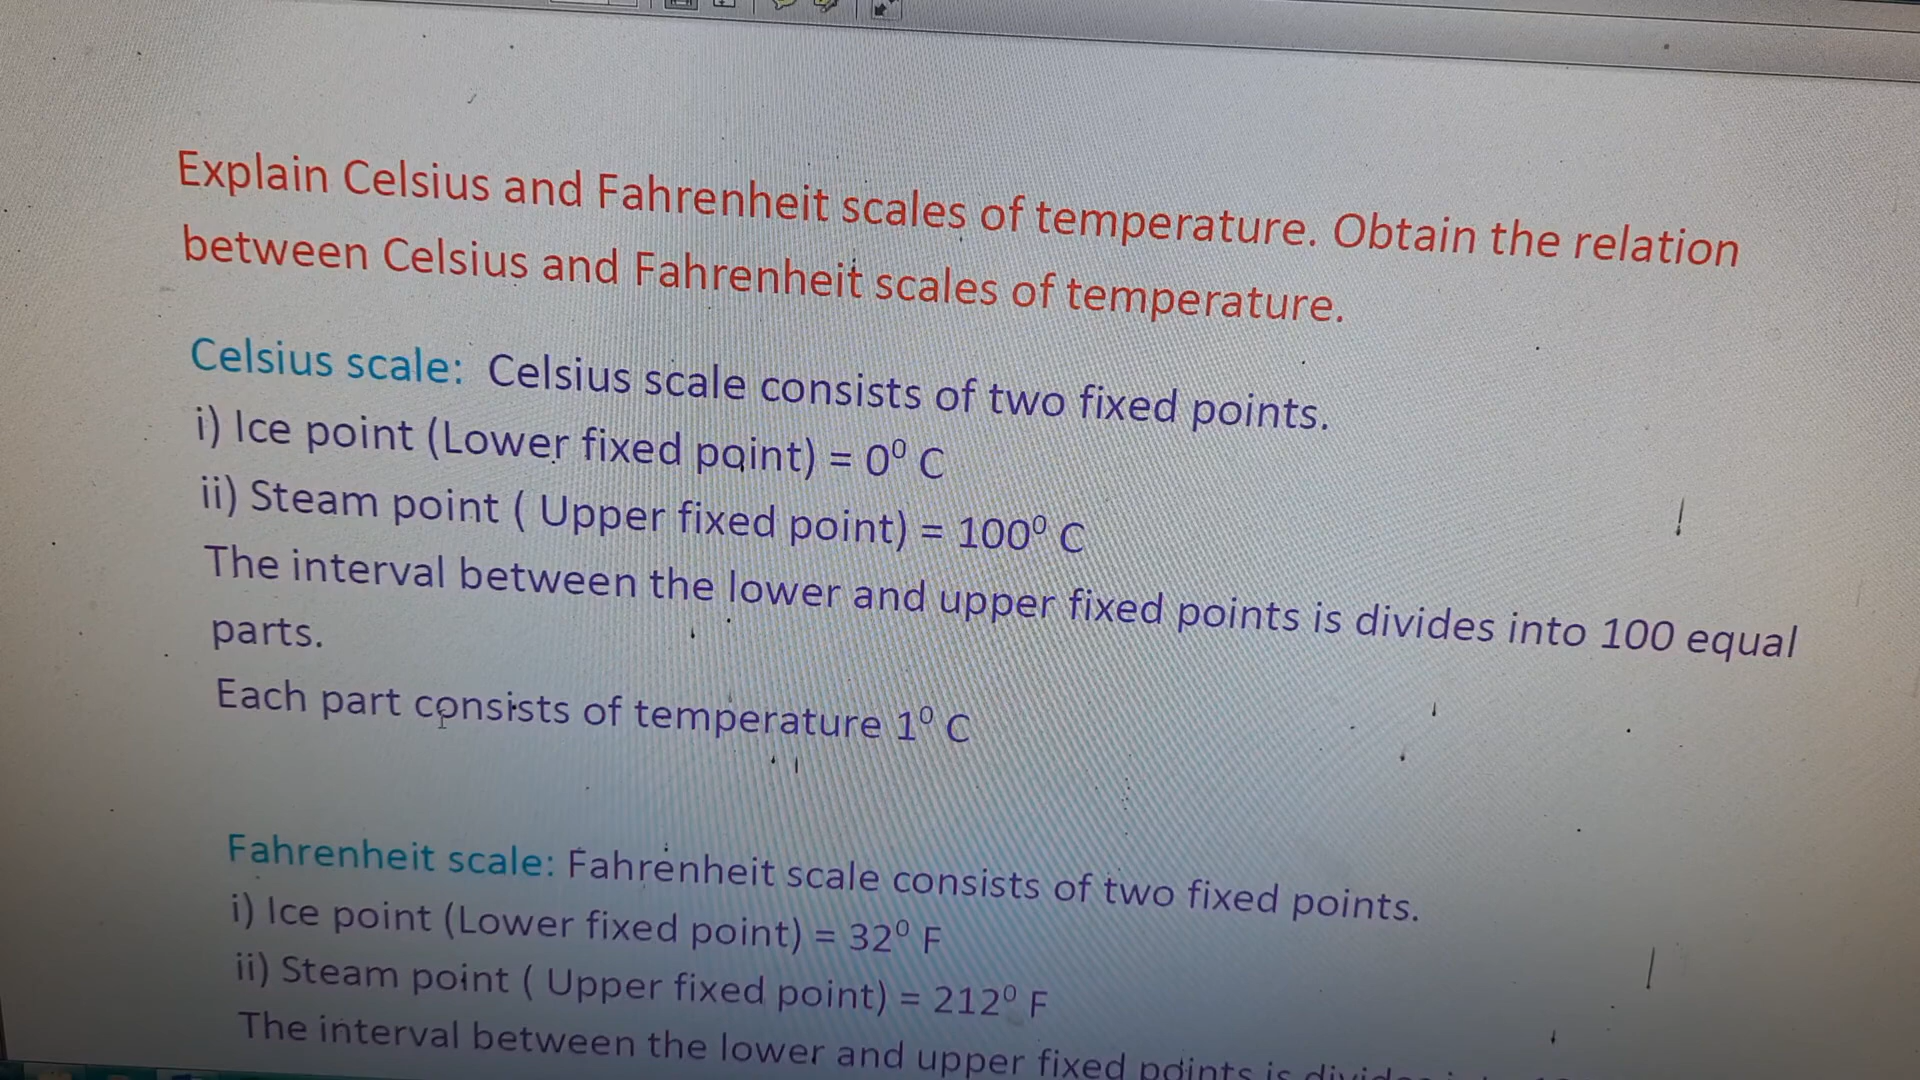 Explain Celsius and Fahrenheit scales of temperature. Obtain the relation
between Celsius and Fahrenheit scales of temperature.
Celsius scale: Celsius scale consists of two fixed points.
i) Ice point (Lower fixed point) = 0⁰ C
ii) Steam point ( Upper fixed point) = 100⁰ C
The interval between the lower and upper fixed points is divides into 100 equal
parts.
Each part consists of temperature 1⁰ C
Fahrenheit scale: Fahrenheit scale consists of two fixed points.
i) Ice point (Lower fixed point) = 32⁰ F
ii) Steam point ( Upper fixed point) = 212⁰ F
The interval between the lower and upper fixed points is